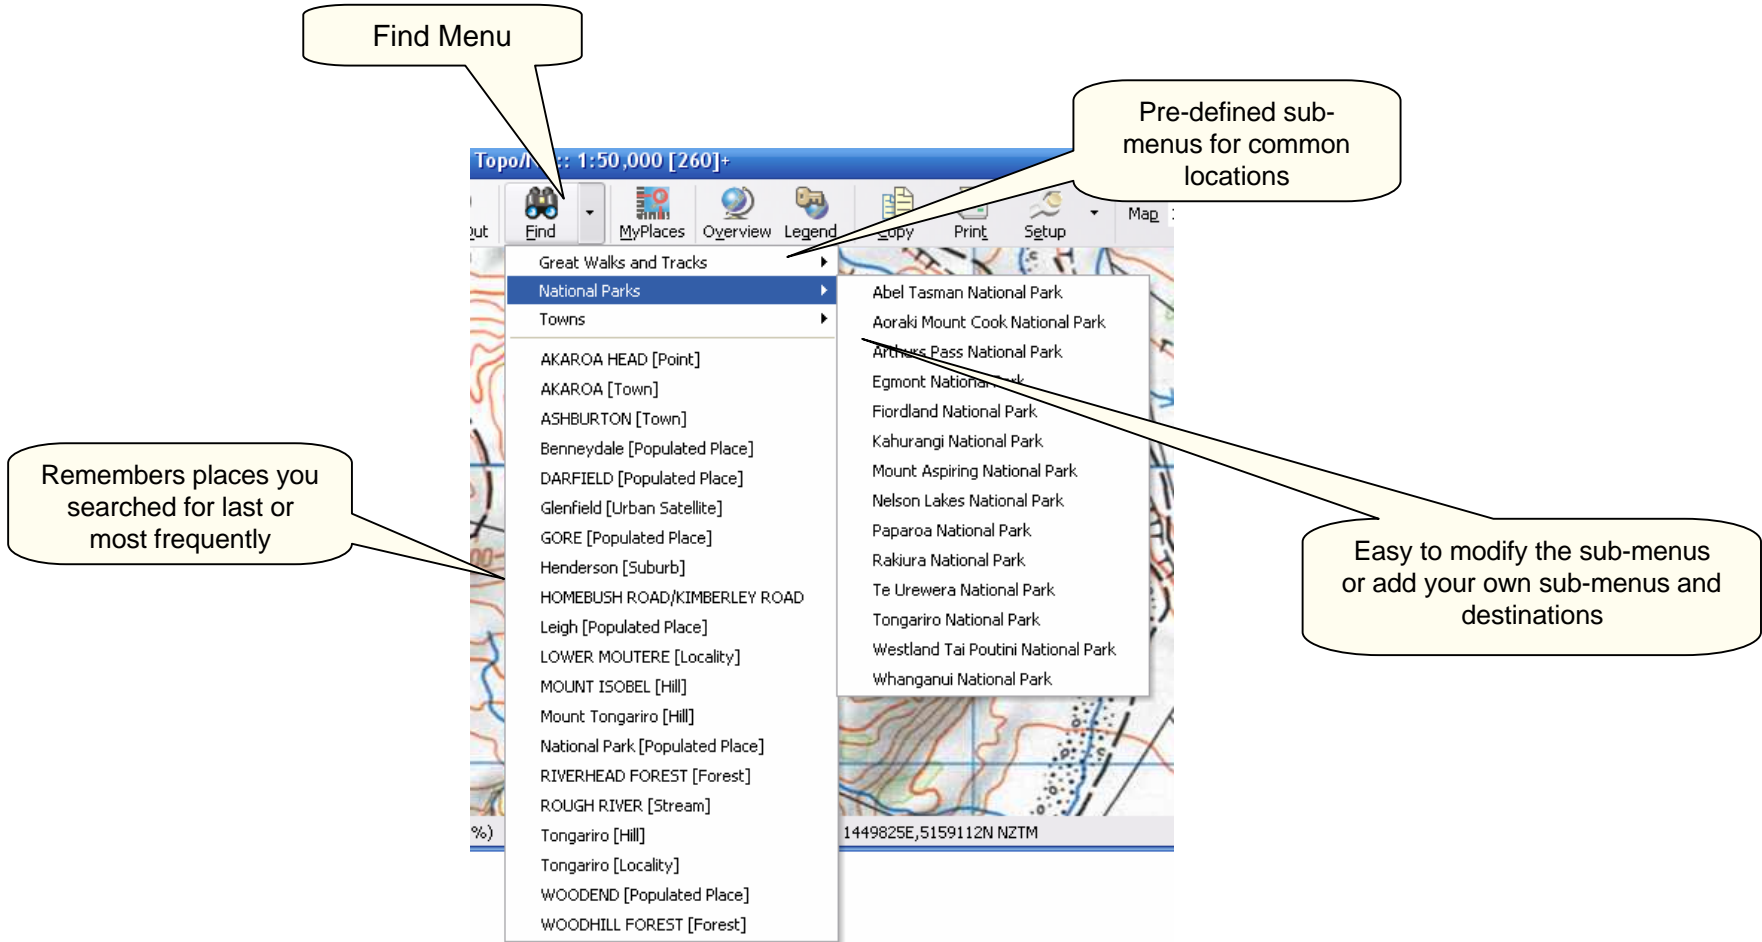 Find Menu
Pre-defined sub-
menus for common
locations
1:50,000 [260]+
Find
MyPlaces
Overview
Legend
Copy
Print
Setup
Map
Great Walks and Tracks
National Parks
Towns
AKAROA HEAD [Point]
AKAROA [Town]
ASHBURTON [Town]
Benneydale [Populated Place]
DARFIELD [Populated Place]
Glenfield [Urban Satellite]
GORE [Populated Place]
Henderson [Suburb]
HOMEBUSH ROAD/KIMBERLEY ROAD
Leigh [Populated Place]
LOWER MOUTERE [Locality]
MOUNT ISOBEL [Hill]
Mount Tongariro [Hill]
National Park [Populated Place]
RIVERHEAD FOREST [Forest]
ROUGH RIVER [Stream]
Tongariro [Hill]
Tongariro [Locality]
WOODEND [Populated Place]
WOODHILL FOREST [Forest]
Abel Tasman National Park
Aoraki Mount Cook National Park
Arthurs Pass National Park
Egmont National Park
Fiordland National Park
Kahurangi National Park
Mount Aspiring National Park
Nelson Lakes National Park
Paparoa National Park
Rakiura National Park
Te Urewera National Park
Tongariro National Park
Westland Tai Poutini National Park
Whanganui National Park
Remembers places you
searched for last or
most frequently
Easy to modify the sub-menus
or add your own sub-menus and
destinations
%)
1449825E,5159112N NZTM